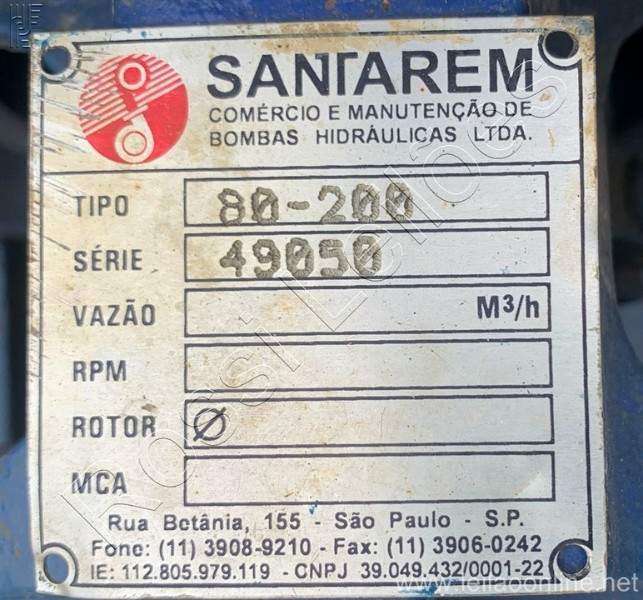 SANTAREM
COMÉRCIO E MANUTENÇÃO DE
BOMBAS HIDRÁULICAS LTDA.
TIPO 80-200
SÉRIE 49050
VAZÃO M3/h
RPM
ROTOR Ø
MCA
Rua Betânia, 155 - São Paulo - S.P.
Fone: (11) 3908-9210 - Fax: (11) 3906-0242
IE: 112.805.979.119 - CNPJ 39.049.432/0001-22
Rocsi Leilões
www.leilaoonline.net